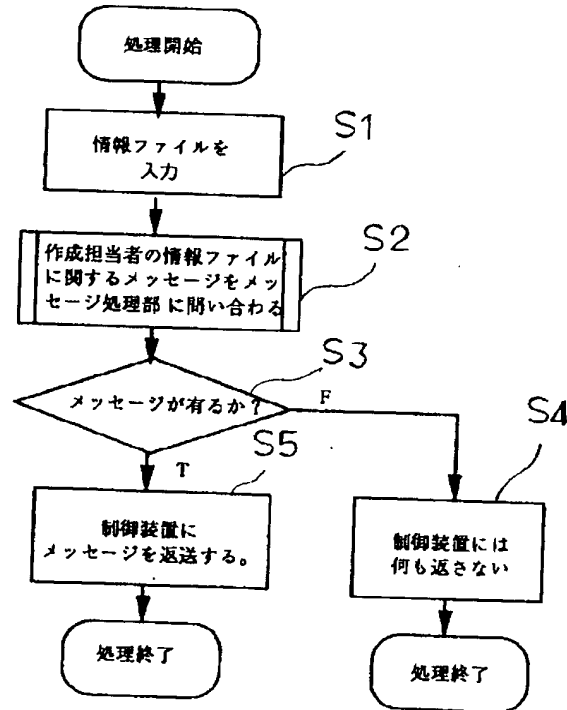 処理開始
S1
情報ファイルを
入力
S2
作成担当者の情報ファイル
に関するメッセージをメッ
セージ処理部に問い合わる
S3
メッセージが有るか?
F
T
S5
制御装置に
メッセージを返送する。
処理終了
S4
制御装置には
何も返さない
処理終了